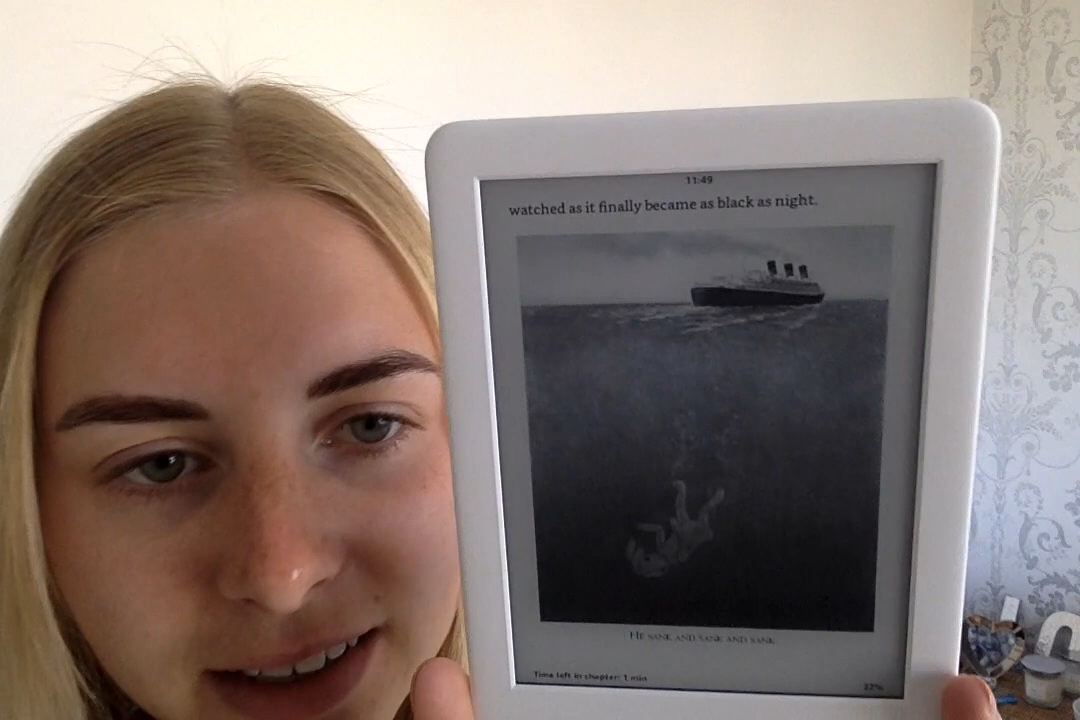 11:49
watched as it finally became as black as night.
HE SANK AND SANK AND SANK
Time left in chapter: 1 min
22%